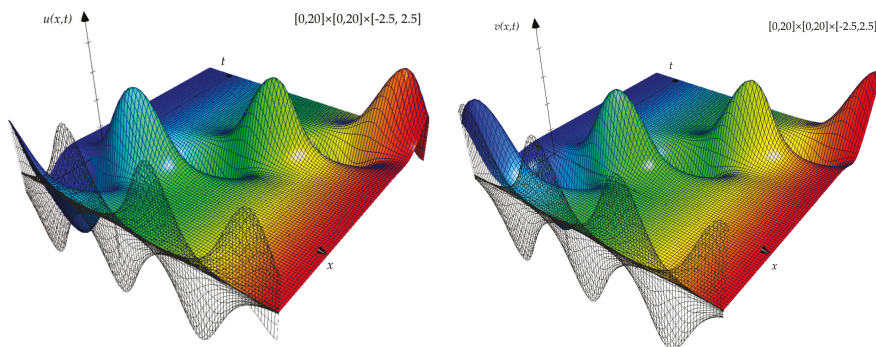 u(x,t)
[0,20]×[0,20]×[-2.5, 2.5]
t
x
v(x,t)
[0,20]×[0,20]×[-2.5,2.5]
t
x